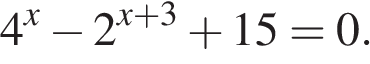 4^x − 2^{x+3} + 15 = 0.